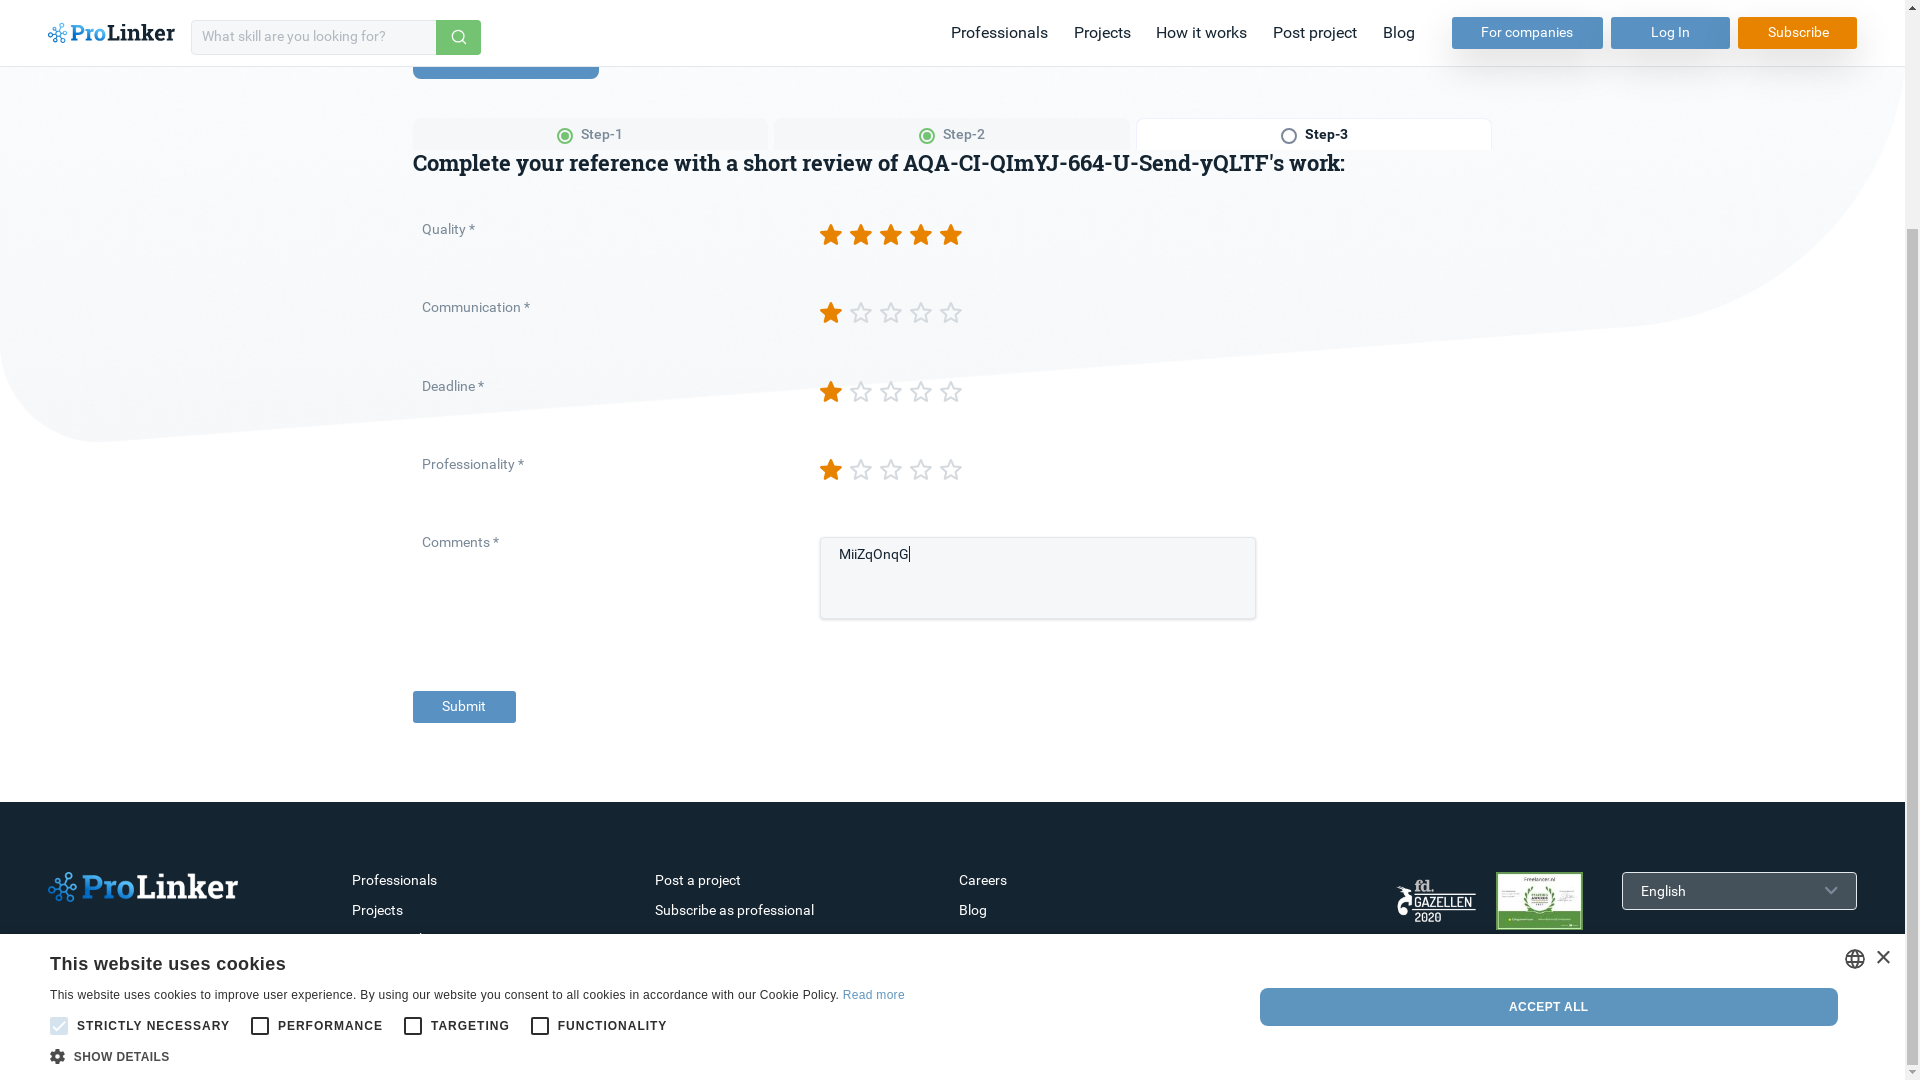 ProLinker
What skill are you looking for?
Professionals
Projects
How it works
Post project
Blog
For companies
Log In
Subscribe
Step-1
Step-2
Step-3
Complete your reference with a short review of AQA-CI-QImYJ-664-U-Send-yQLTF's work:
Quality *
Communication *
Deadline *
Professionality *
Comments *
MiiZqOnqG
Submit
ProLinker
Professionals
Projects
Post a project
Subscribe as professional
Careers
Blog
fd.
GAZELLEN
2020
Freelancer.nl
English
This website uses cookies
This website uses cookies to improve user experience. By using our website you consent to all cookies in accordance with our Cookie Policy. Read more
STRICTLY NECESSARY
PERFORMANCE
TARGETING
FUNCTIONALITY
SHOW DETAILS
ACCEPT ALL